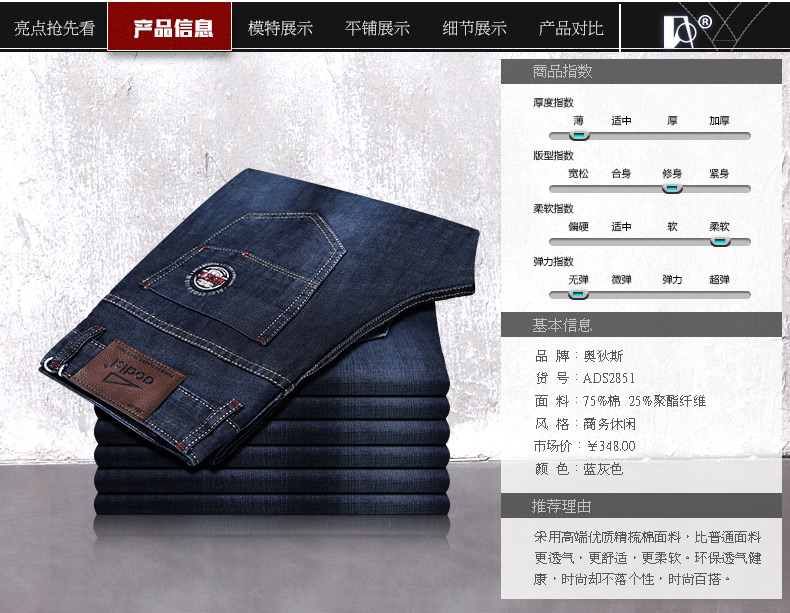 亮点抢先看 产品信息 模特展示 平铺展示 细节展示 产品对比 ®
商品指数
厚度指数
薄 适中 厚 加厚
版型指数
宽松 合身 修身 紧身
柔软指数
偏硬 适中 软 柔软
弹力指数
无弹 微弹 弹力 超弹
基本信息
品 牌：奥狄斯
货 号：ADS2851
面 料：75%棉 25%聚酯纤维
风 格：商务休闲
市场价：￥348.00
颜 色：蓝灰色
推荐理由
采用高端优质精梳棉面料，比普通面料
更透气，更舒适，更柔软。环保透气健
康，时尚却不落个性，时尚百搭。